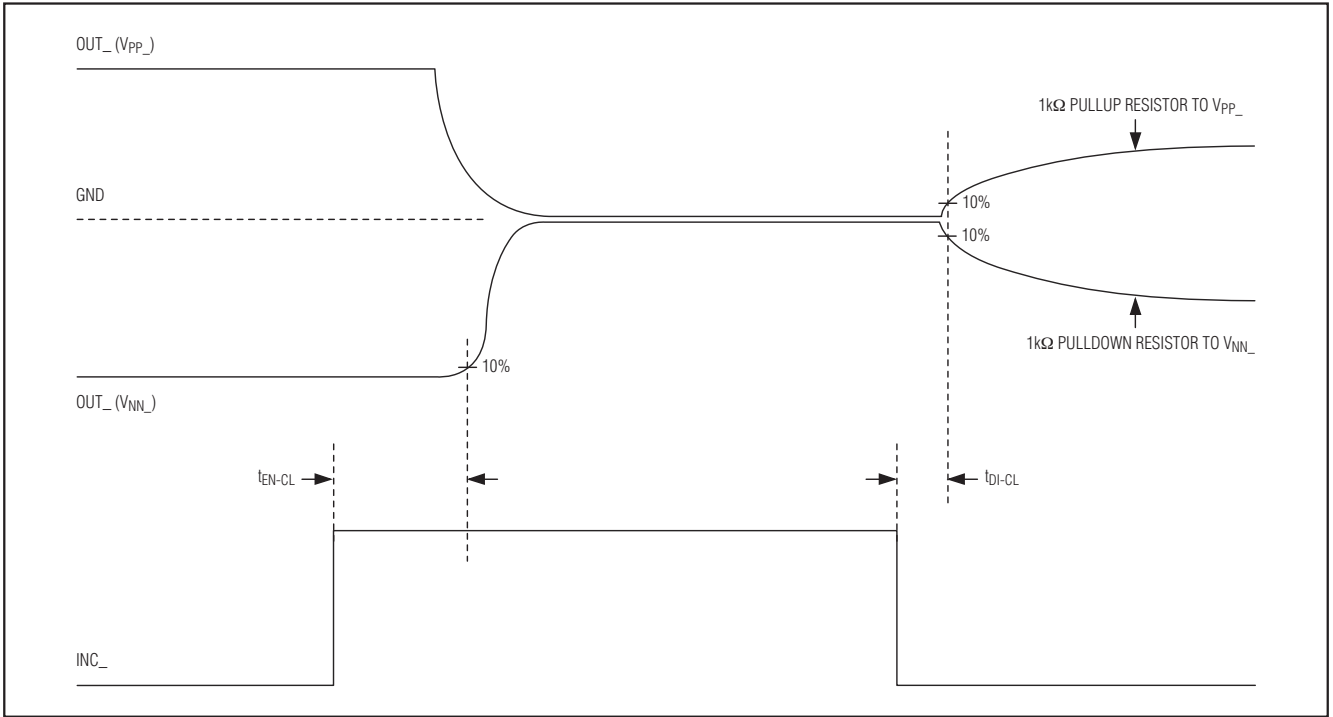 OUT_ (VPP_)
1kΩ PULLUP RESISTOR TO VPP_
GND
10%
10%
1kΩ PULLDOWN RESISTOR TO VNN_
10%
OUT_ (VNN_)
tEN-CL
tDI-CL
INC_